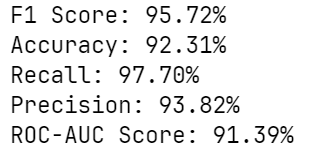 F1 Score: 95.72%
Accuracy: 92.31%
Recall: 97.70%
Precision: 93.82%
ROC-AUC Score: 91.39%